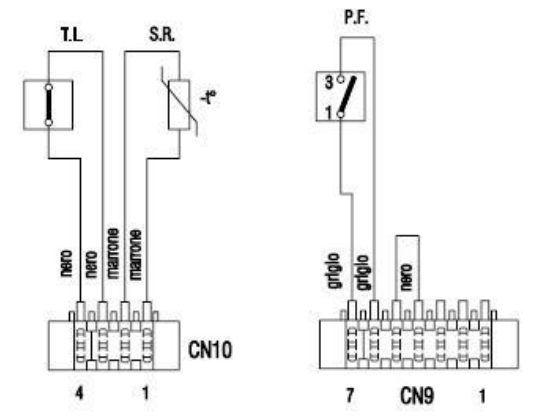 T.L.
S.R.
P.F.
-t°
3
1
nero
nero
marrone
marrone
grigio
grigio
nero
CN10
4
1
7
CN9
1